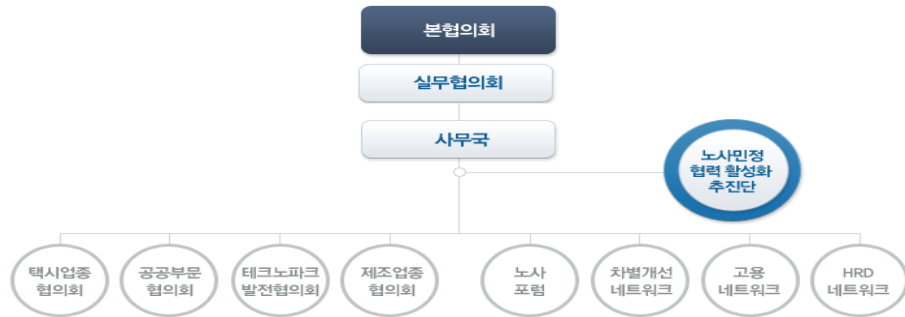 본협의회
실무협의회
사무국
노사민정
협력 활성화
추진단
택시업종
협의회
공공부문
협의회
테크노파크
발전협의회
제조업종
협의회
노사
포럼
차별개선
네트워크
고용
네트워크
HRD
네트워크